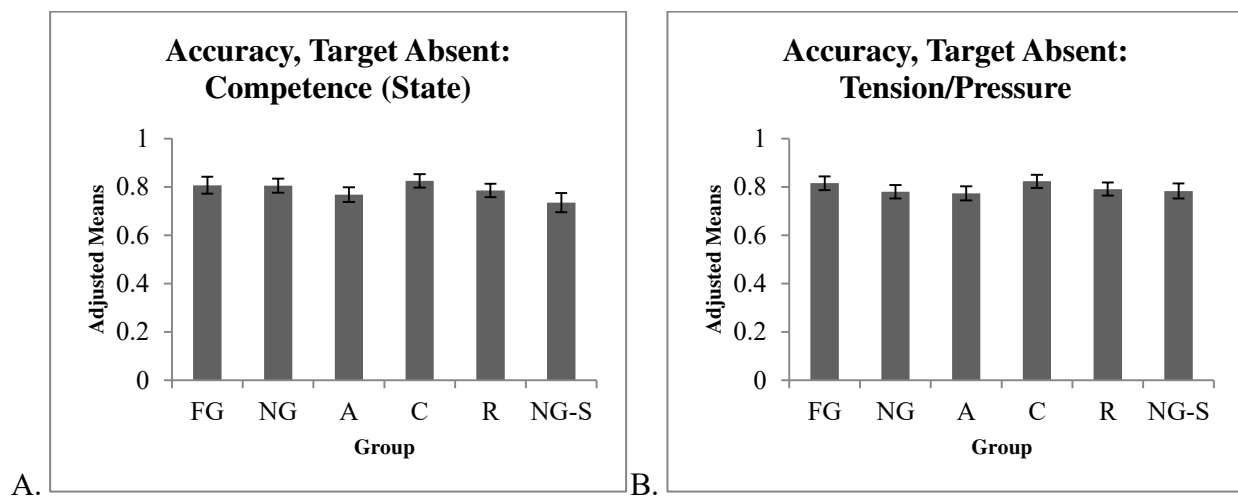 Accuracy, Target Absent:
Competence (State)
1
0.8
0.6
0.4
0.2
0
Adjusted Means
FG NG A C R NG-S
Group
A.
Accuracy, Target Absent:
Tension/Pressure
1
0.8
0.6
0.4
0.2
0
Adjusted Means
FG NG A C R NG-S
Group
B.